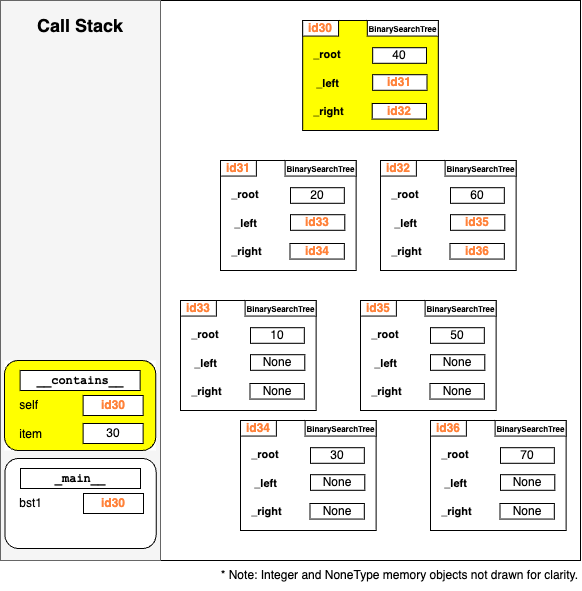 Call Stack
id30 BinarySearchTree
_root 40
_left id31
_right id32
id31 BinarySearchTree
_root 20
_left id33
_right id34
id32 BinarySearchTree
_root 60
_left id35
_right id36
id33 BinarySearchTree
_root 10
_left None
_right None
id35 BinarySearchTree
_root 50
_left None
_right None
__contains__
self id30
item 30
id34 BinarySearchTree
_root 30
_left None
_right None
id36 BinarySearchTree
_root 70
_left None
_right None
_main__
bst1 id30
* Note: Integer and NoneType memory objects not drawn for clarity.